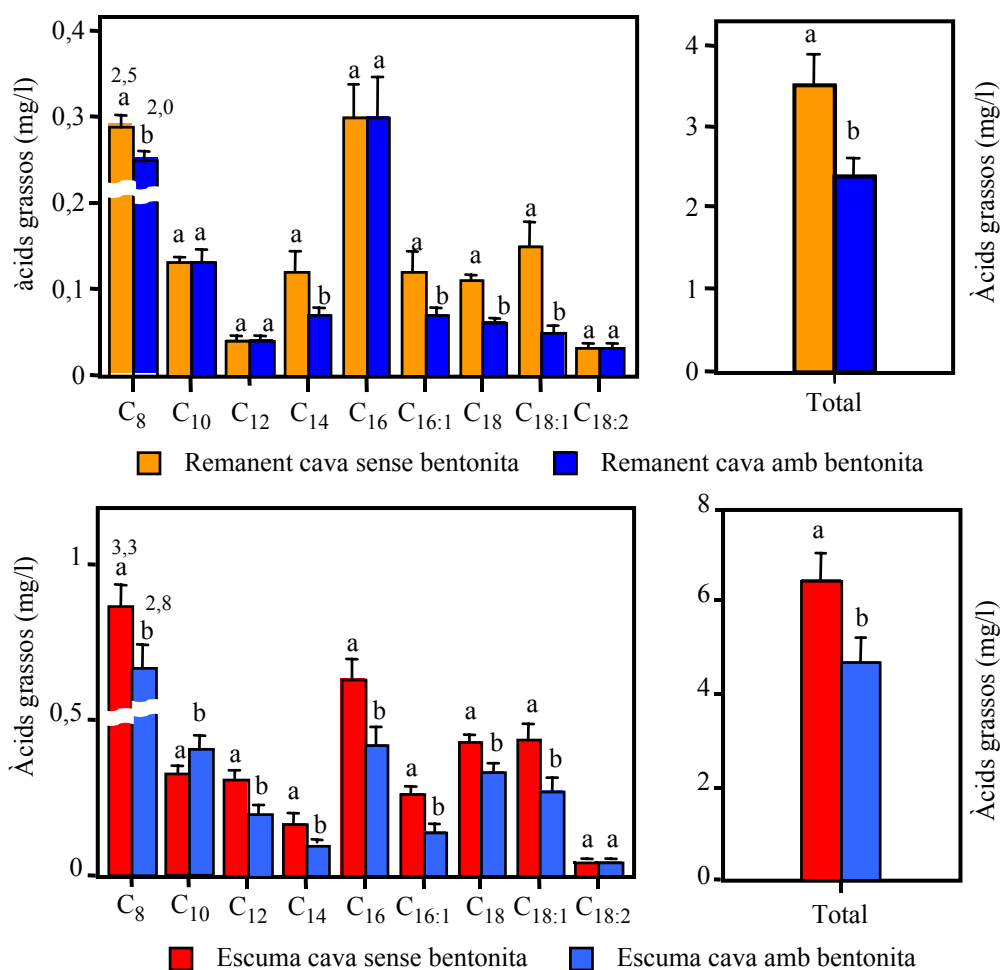 0,4
0,3
0,2
0,1
0
àcids grassos (mg/l)
2,5
a
2,0
b
a a
a a
a
b
a a
a
b
a
b
a
b
a a
C8 C10 C12 C14 C16 C16:1 C18 C18:1 C18:2
4
3
2
1
0
a
b
Total
Àcids grassos (mg/l)
Remanent cava sense bentonita Remanent cava amb bentonita
1
0,5
0
Àcids grassos (mg/l)
3,3
a
2,8
b
a
b
a
b
a
b
a
b
a
b
a
b
a
b
a a
C8 C10 C12 C14 C16 C16:1 C18 C18:1 C18:2
8
6
4
2
0
a
b
Total
Àcids grassos (mg/l)
Escuma cava sense bentonita Escuma cava amb bentonita